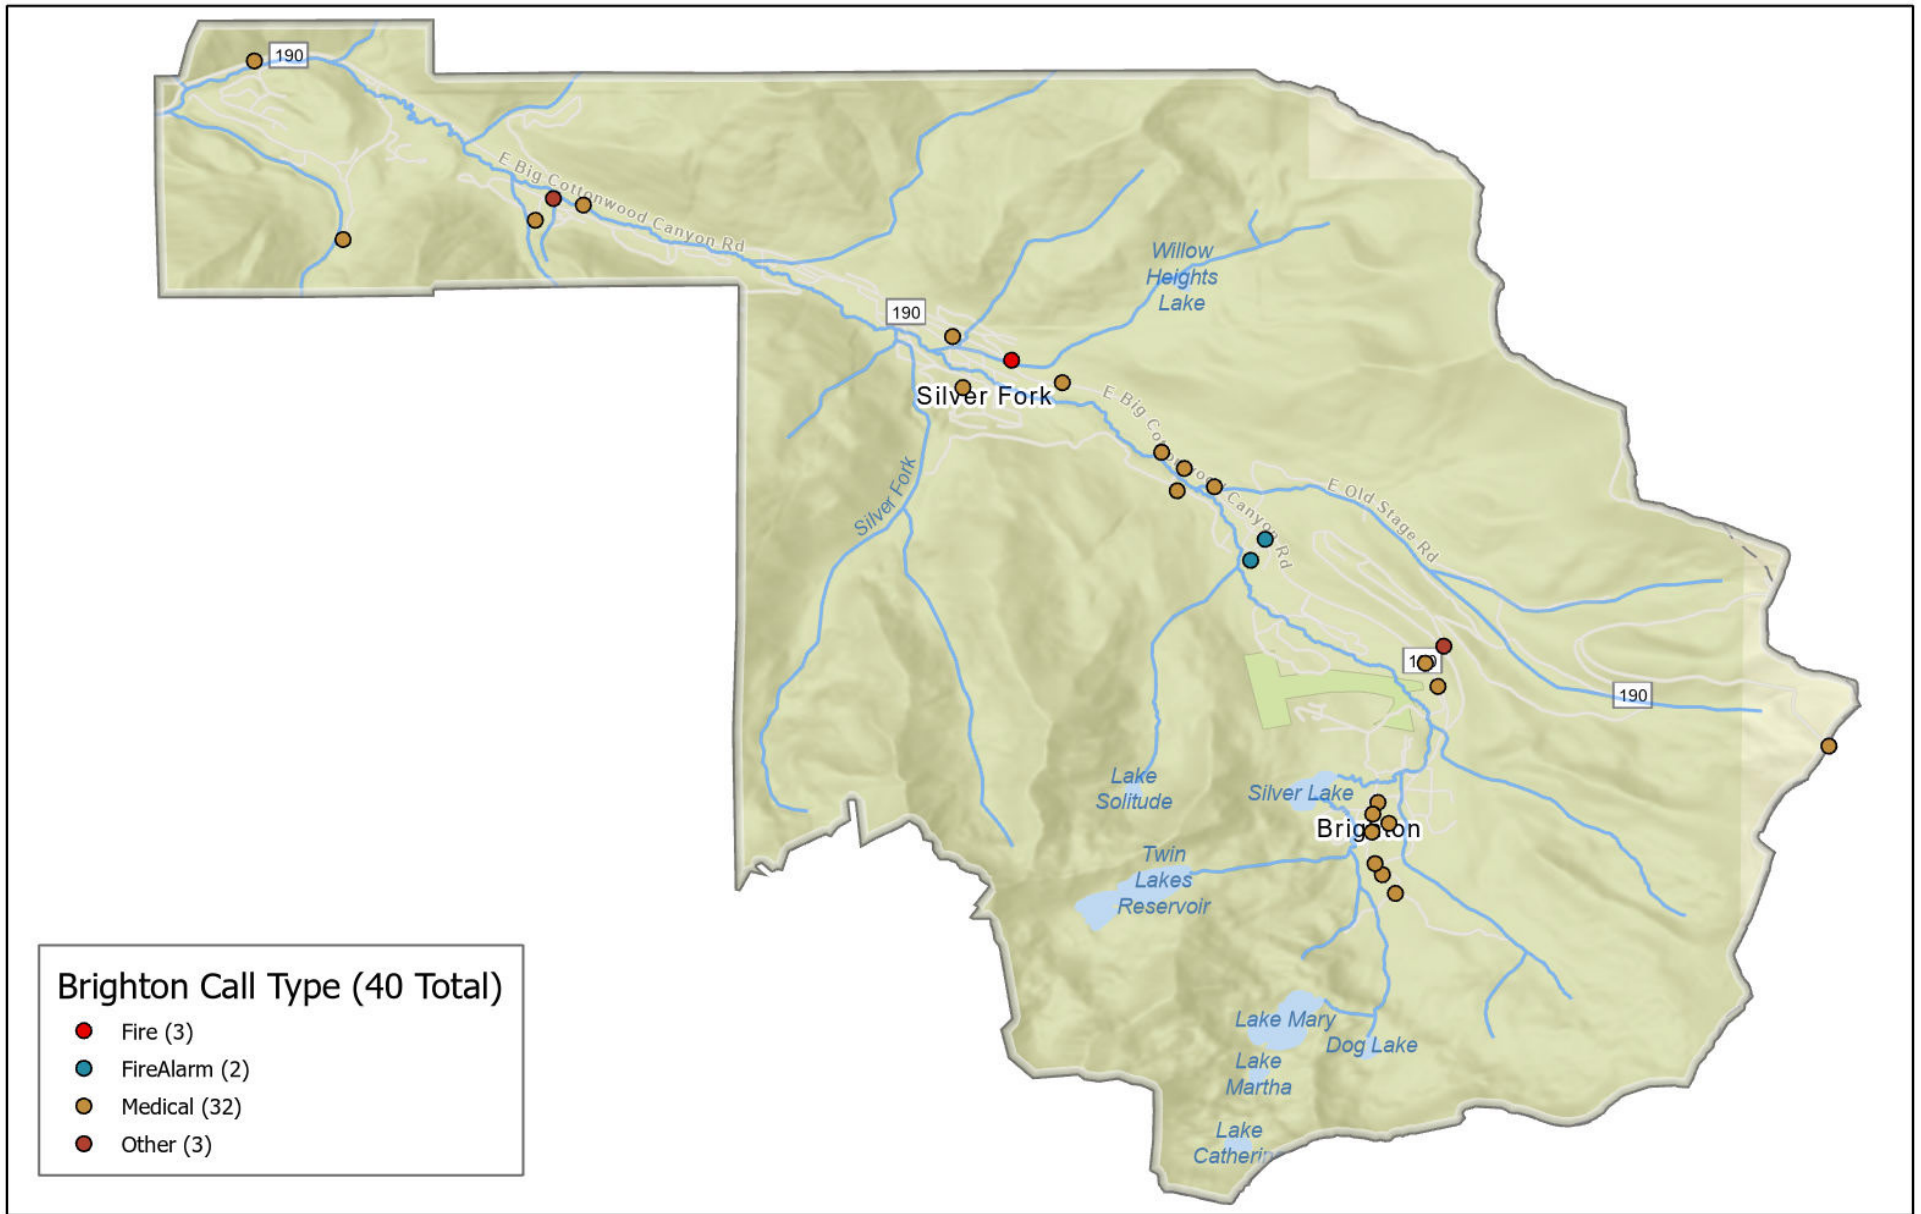 190
E Big Cottonwood Canyon Rd
Willow
Heights
Lake
190
Silver Fork
E Big Cottonwood Canyon Rd
Silver Fork
E Old Stage Rd
190
190
Lake
Solitude
Silver Lake
Brighton
Twin
Lakes
Reservoir
Lake Mary
Dog Lake
Lake
Martha
Lake
Catherin
Brighton Call Type (40 Total)
Fire (3)
FireAlarm (2)
Medical (32)
Other (3)